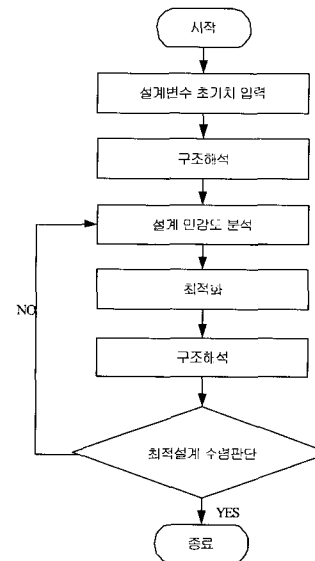 시작
설계변수 초기치 입력
구조해석
설계 민감도 분석
최적화
구조해석
NO
최적설계 수렴판단
YES
종료